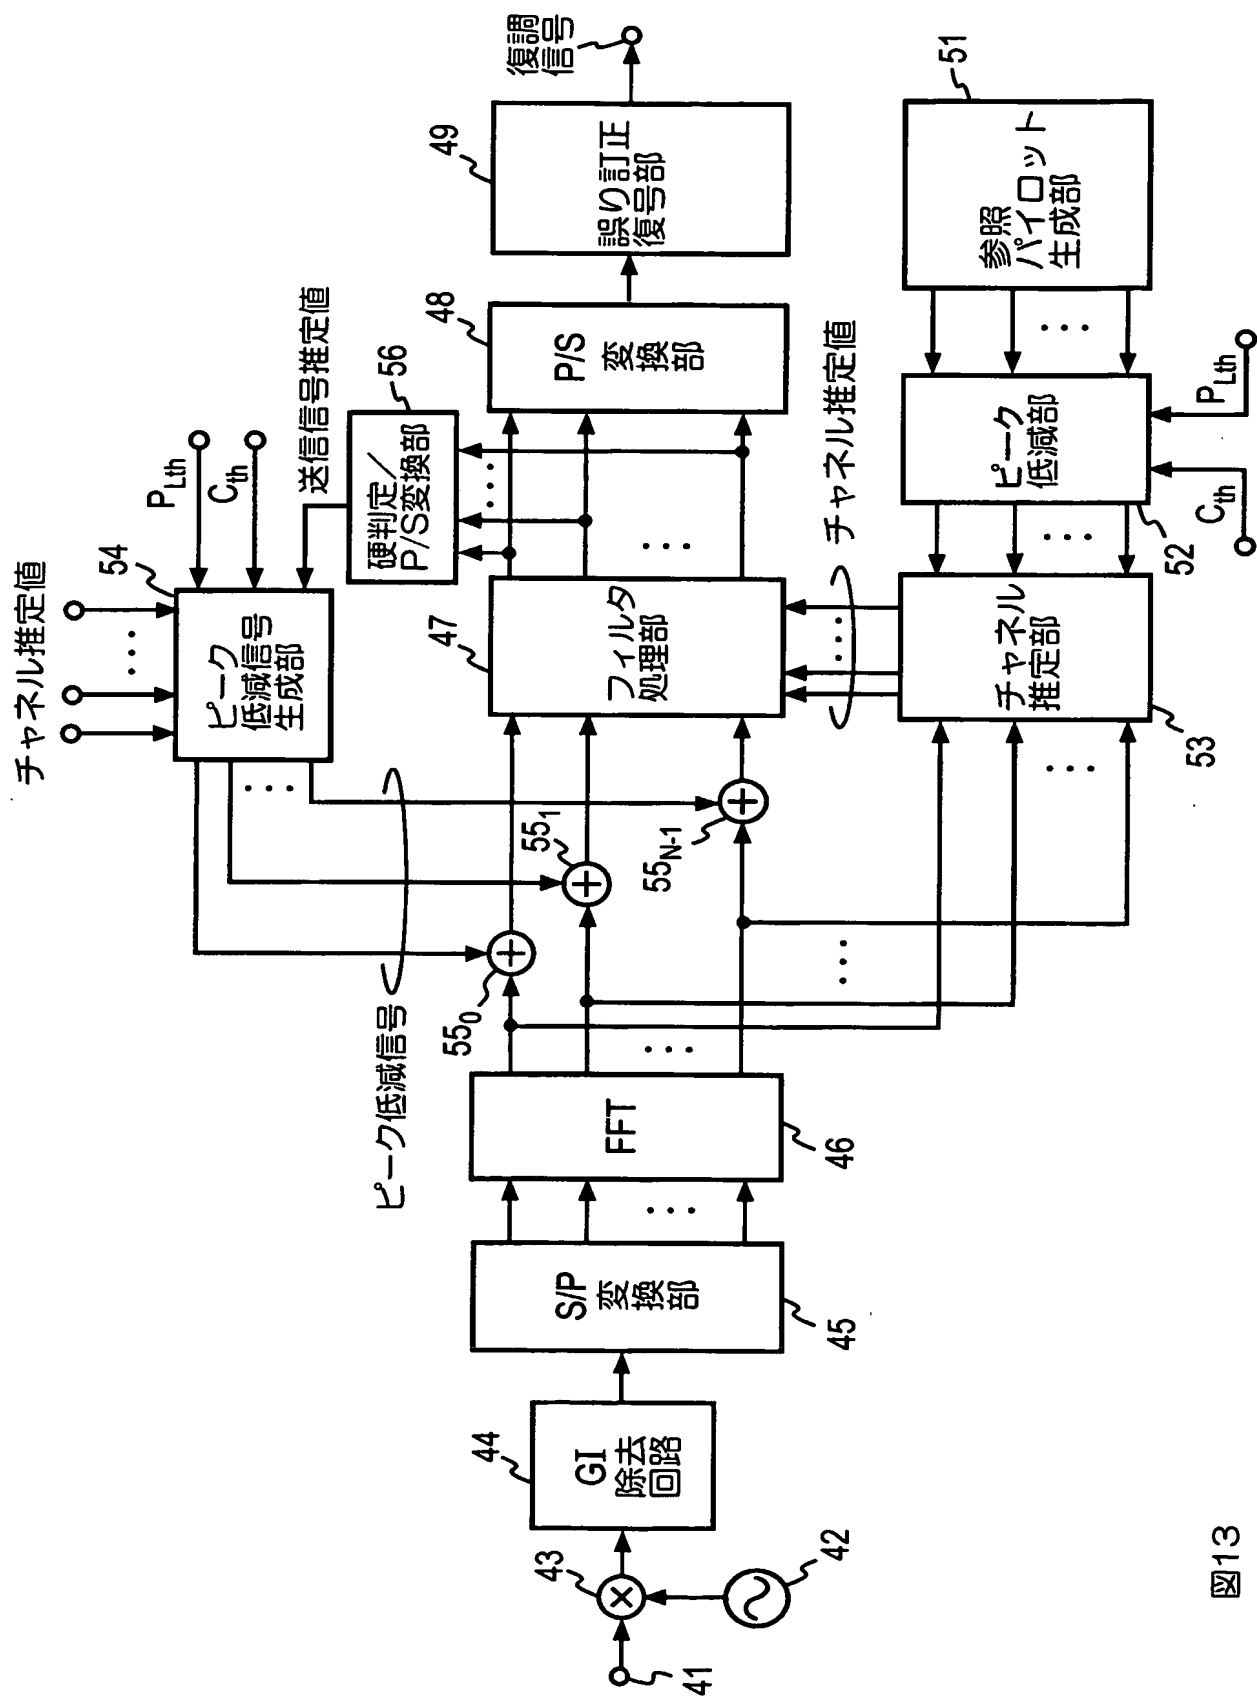 チャネル推定値
54
ピーク
低減信号
生成部
P_Lth
C_th
送信信号推定値
56
硬判定／
P/S変換部
ピーク低減信号
55_0
55_1
55_N-1
41
43
42
44
GI
除去
回路
45
S/P
変換部
46
FFT
47
フィルタ
処理部
48
P/S
変換部
49
誤り訂正
復号部
復調
信号
チャネル推定値
53
チャネル
推定部
52
ピーク
低減部
C_th
P_Lth
51
参照
パイロット
生成部
図13